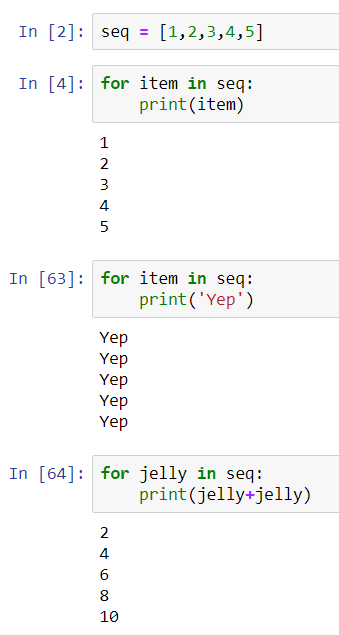 In [2]: seq = [1,2,3,4,5]
In [4]: for item in seq:
    print(item)
1
2
3
4
5
In [63]: for item in seq:
    print('Yep')
Yep
Yep
Yep
Yep
Yep
In [64]: for jelly in seq:
    print(jelly+jelly)
2
4
6
8
10